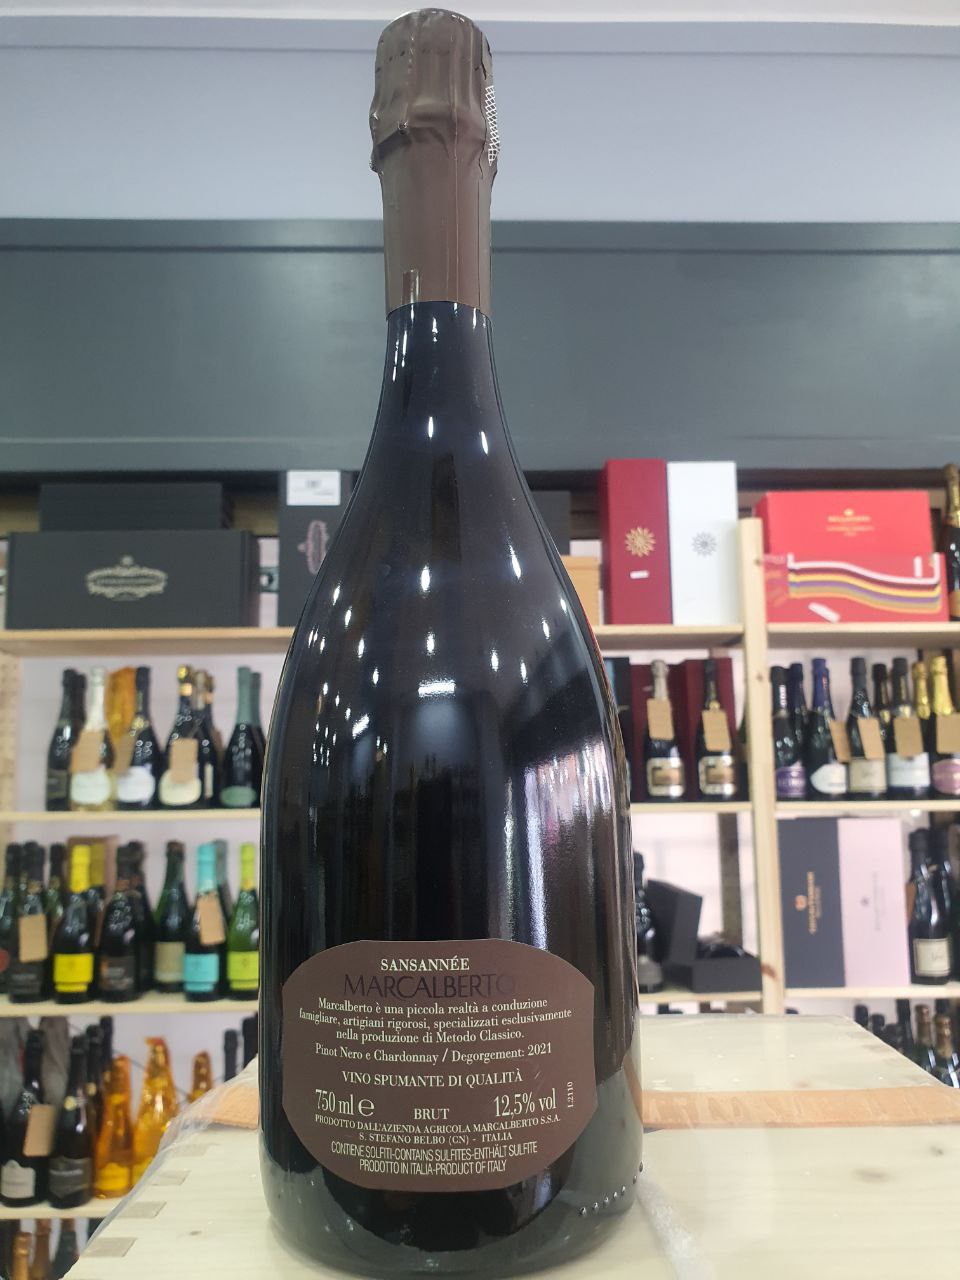 SANSANNÉE
MARCALBERTO
Marcalberto è una piccola realtà a conduzione
famigliare, artigiani rigorosi, specializzati esclusivamente
nella produzione di Metodo Classico.
Pinot Nero e Chardonnay / Degorgement: 2021
VINO SPUMANTE DI QUALITÀ
750 ml e BRUT 12,5% vol
L2110
PRODOTTO DALL'AZIENDA AGRICOLA MARCALBERTO S.S.A.
S. STEFANO BELBO (CN) - ITALIA
CONTIENE SOLFITI-CONTAINS SULFITES-ENTHÄLT SULFITE
PRODOTTO IN ITALIA-PRODUCT OF ITALY